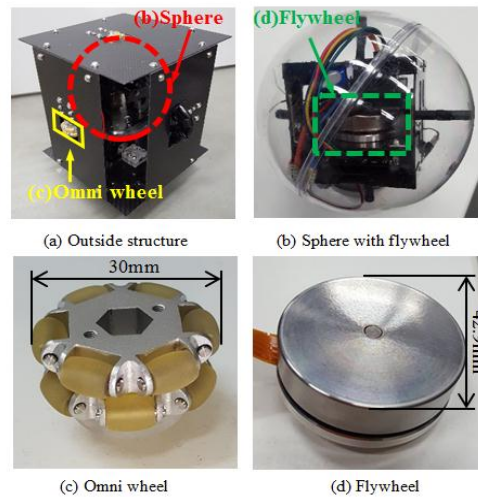 (b)Sphere
(c)Omni wheel
(d)Flywheel
(a) Outside structure
(b) Sphere with flywheel
30mm
(c) Omni wheel
(d) Flywheel